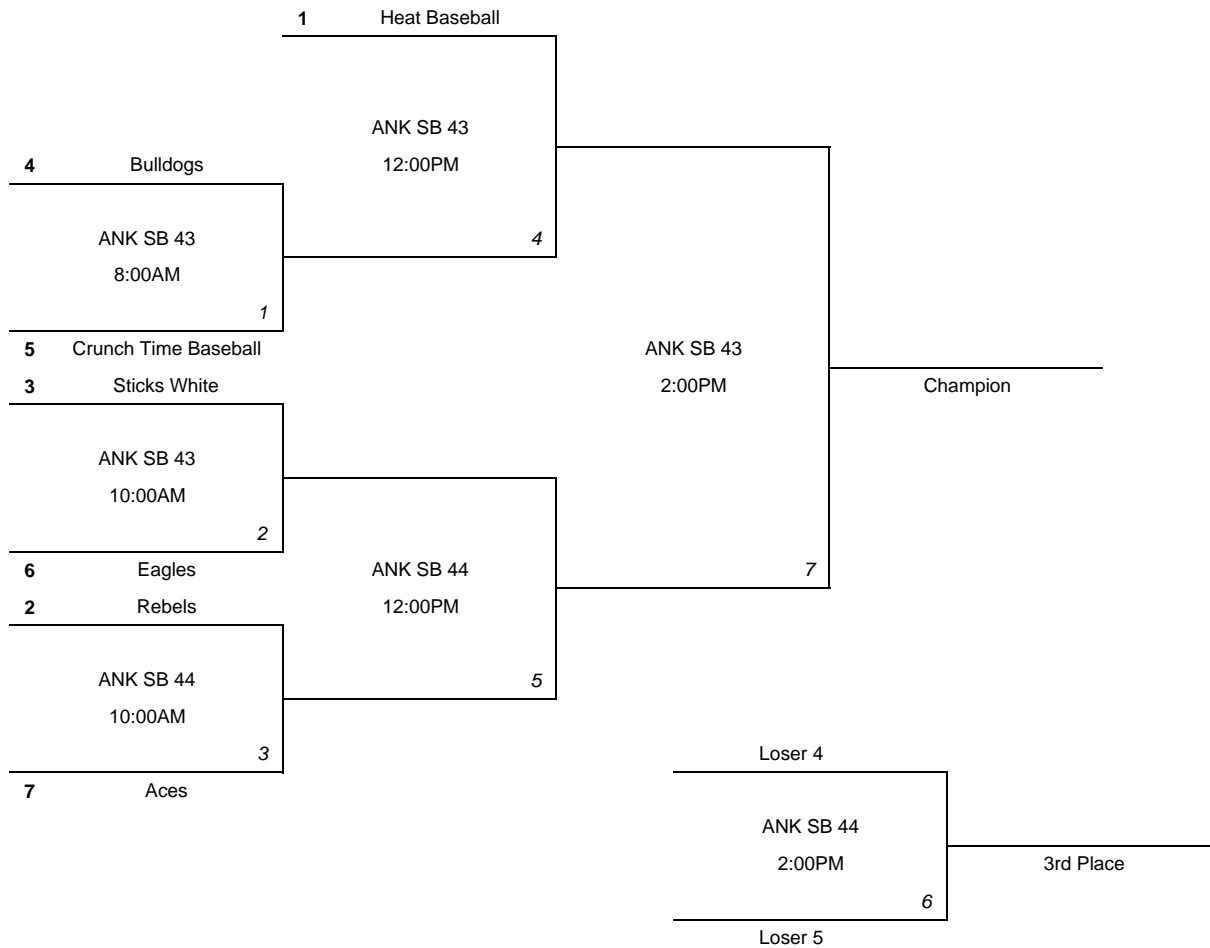 1 Heat Baseball
ANK SB 43
12:00PM
4 Bulldogs
ANK SB 43
8:00AM
4
1
5 Crunch Time Baseball
3 Sticks White
ANK SB 43
2:00PM
Champion
ANK SB 43
10:00AM
2
6 Eagles
2 Rebels
ANK SB 44
12:00PM
7
ANK SB 44
10:00AM
5
3
7 Aces
Loser 4
ANK SB 44
2:00PM
3rd Place
6
Loser 5